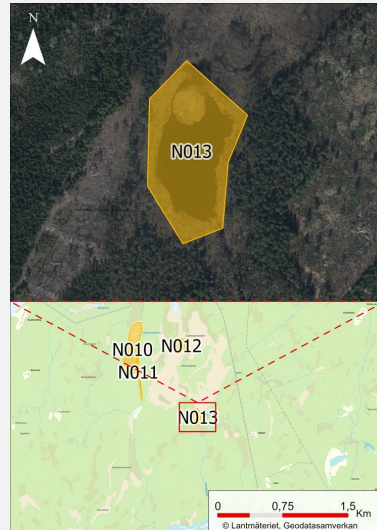 N
N013
N010
N012
N011
N013
0
0,75
1,5
Km
© Lantmäteriet, Geodatasamverkan